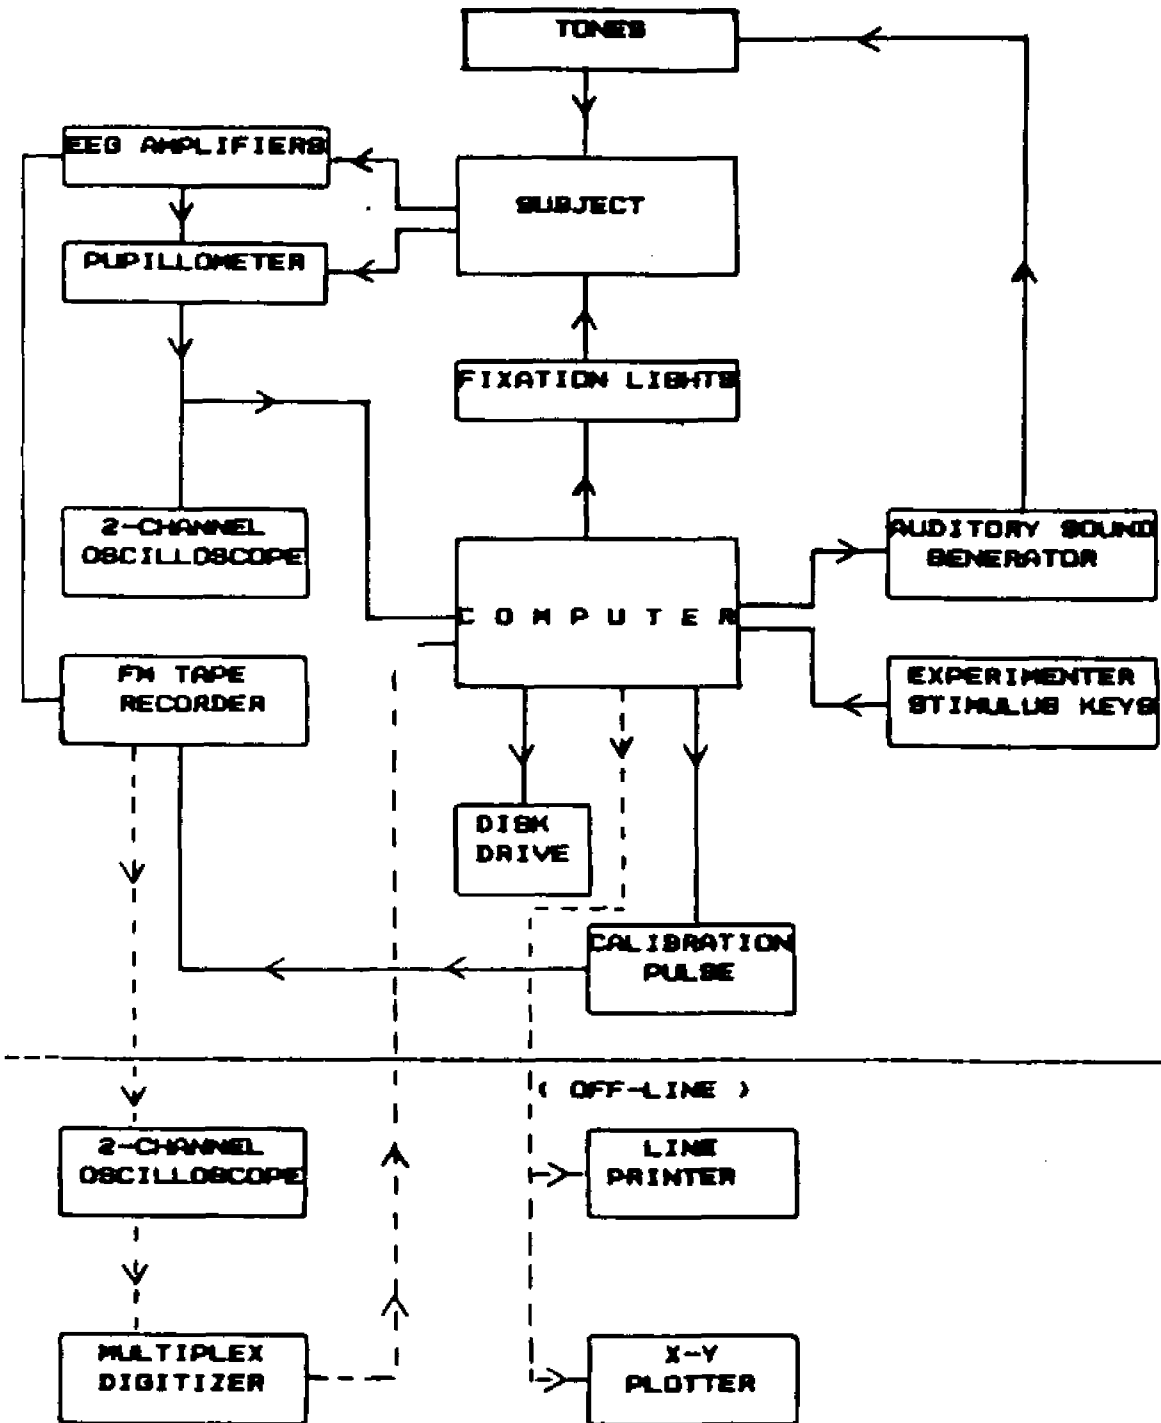 TONES
EEG AMPLIFIERS
SUBJECT
PUPILLOMETER
FIXATION LIGHTS
2-CHANNEL
OSCILLOSCOPE
AUDITORY SOUND
GENERATOR
C O M P U T E R
FM TAPE
RECORDER
EXPERIMENTER
STIMULUS KEYS
DISK
DRIVE
CALIBRATION
PULSE
( OFF-LINE )
2-CHANNEL
OSCILLOSCOPE
LINE
PRINTER
MULTIPLEX
DIGITIZER
X-Y
PLOTTER